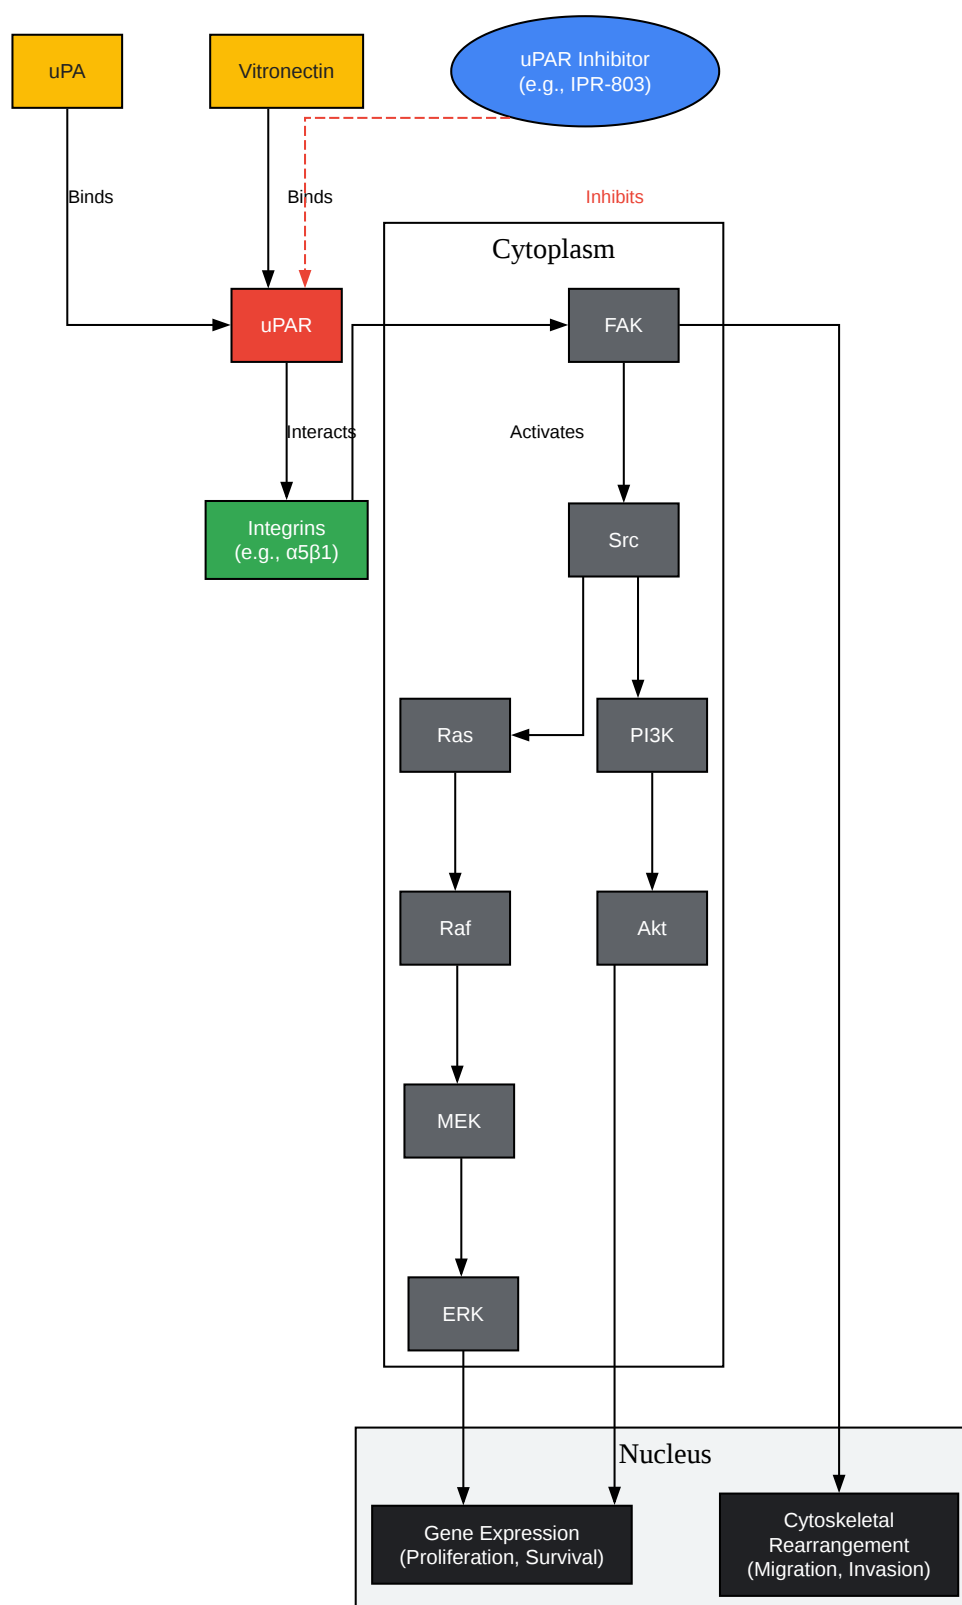 uPA
Vitronectin
uPAR Inhibitor
(e.g., IPR-803)
Binds
Binds
Inhibits
Cytoplasm
uPAR
FAK
Interacts
Activates
Integrins
(e.g., α5β1)
Src
Ras
PI3K
Raf
Akt
MEK
ERK
Nucleus
Gene Expression
(Proliferation, Survival)
Cytoskeletal
Rearrangement
(Migration, Invasion)